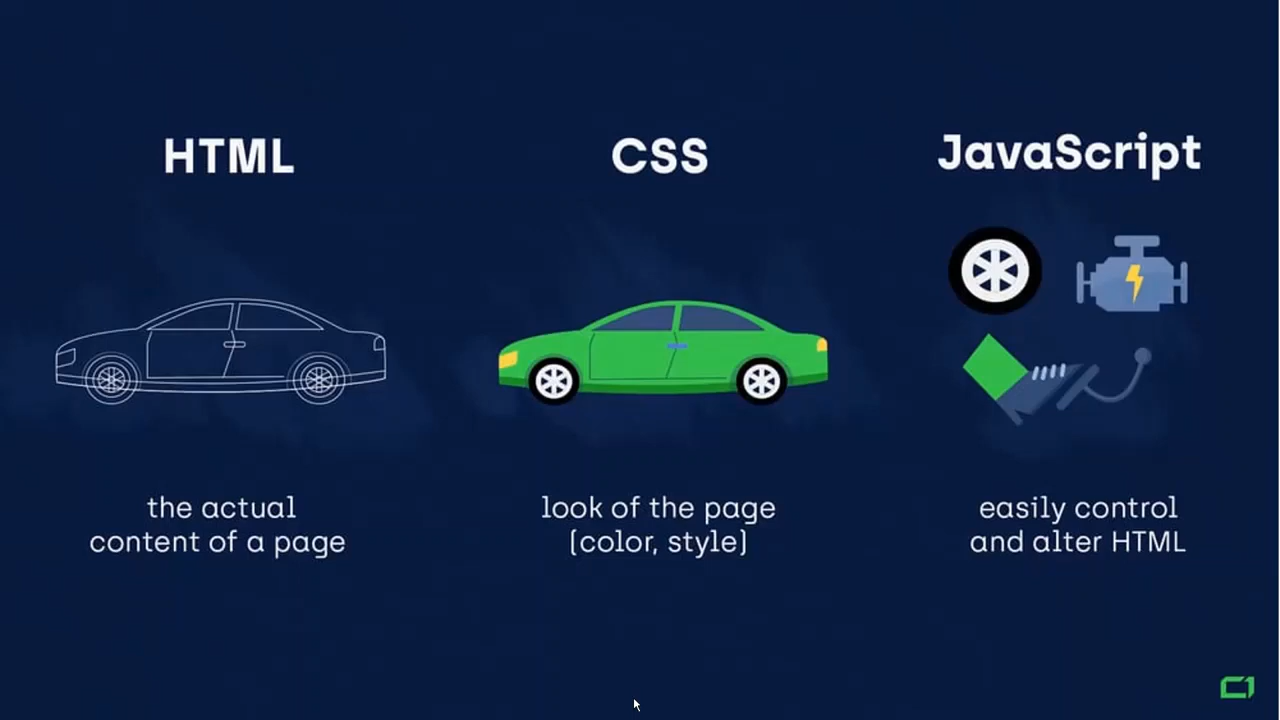 HTML
CSS
JavaScript
the actual
content of a page
look of the page
(color, style)
easily control
and alter HTML